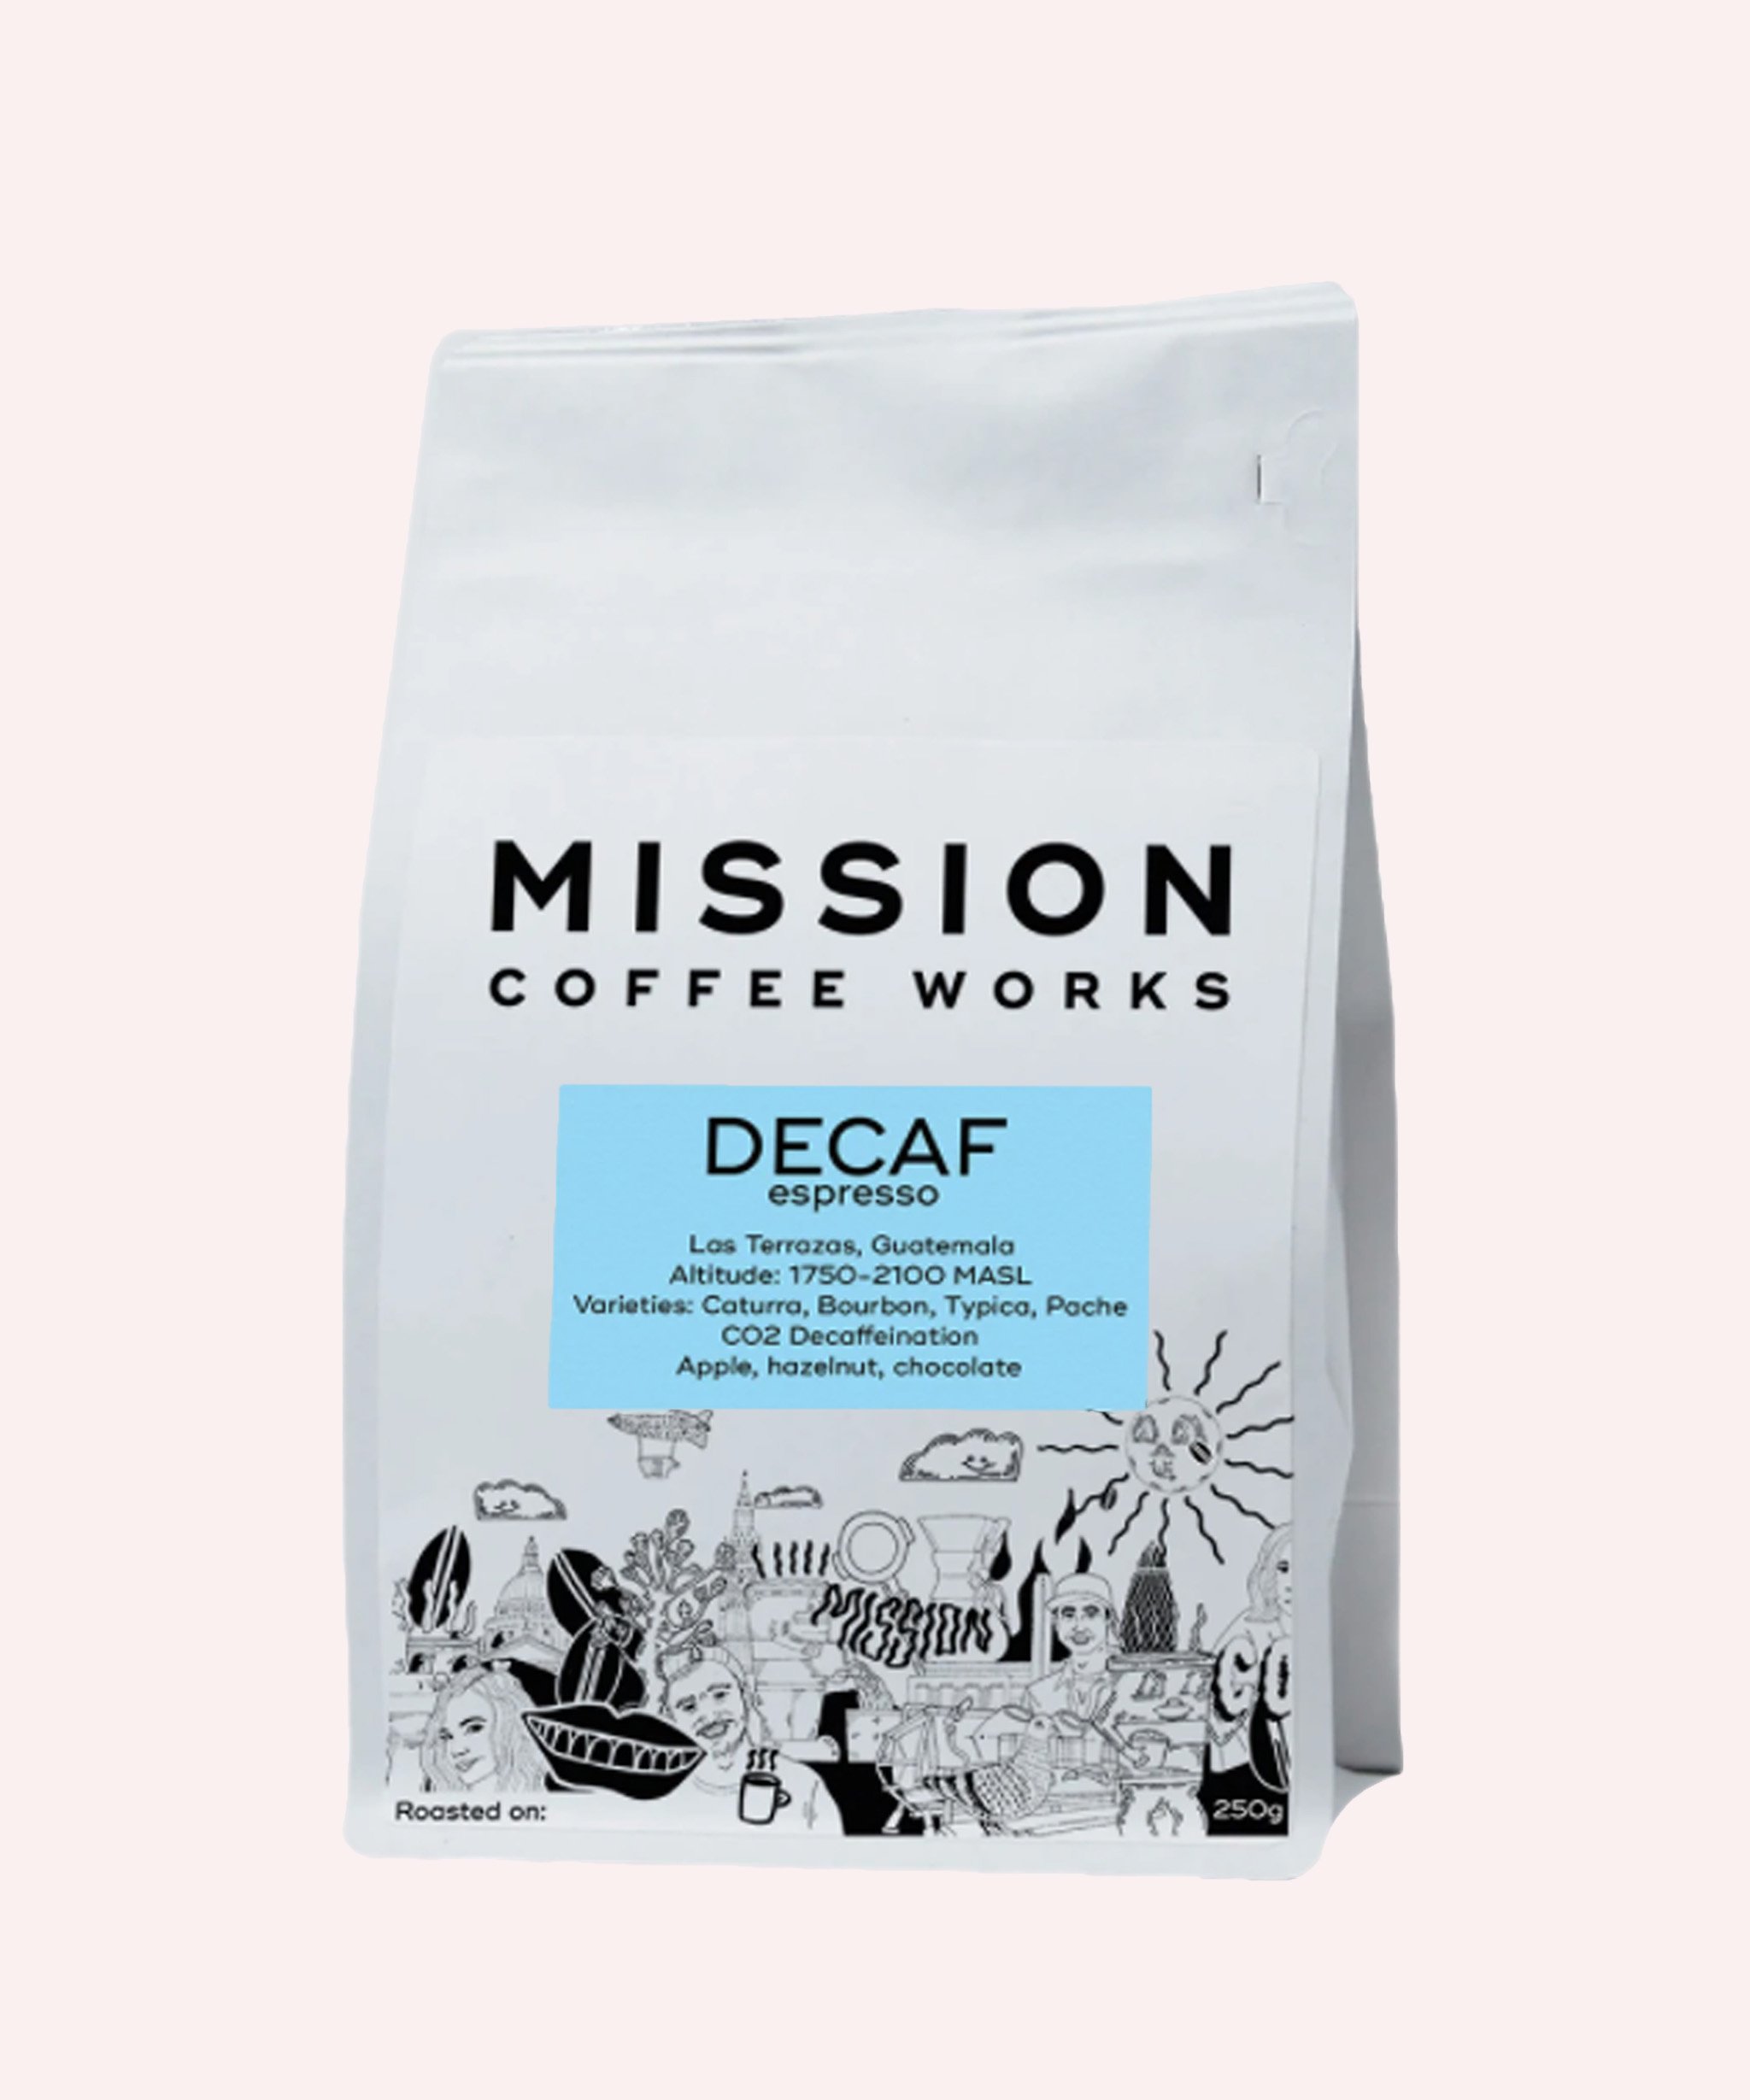 MISSION
COFFEE WORKS
DECAF
espresso
Las Terrazas, Guatemala
Altitude: 1750-2100 MASL
Varieties: Caturra, Bourbon, Typica, Pache
CO2 Decaffeination
Apple, hazelnut, chocolate
MISSION
CO
Roasted on:
250g